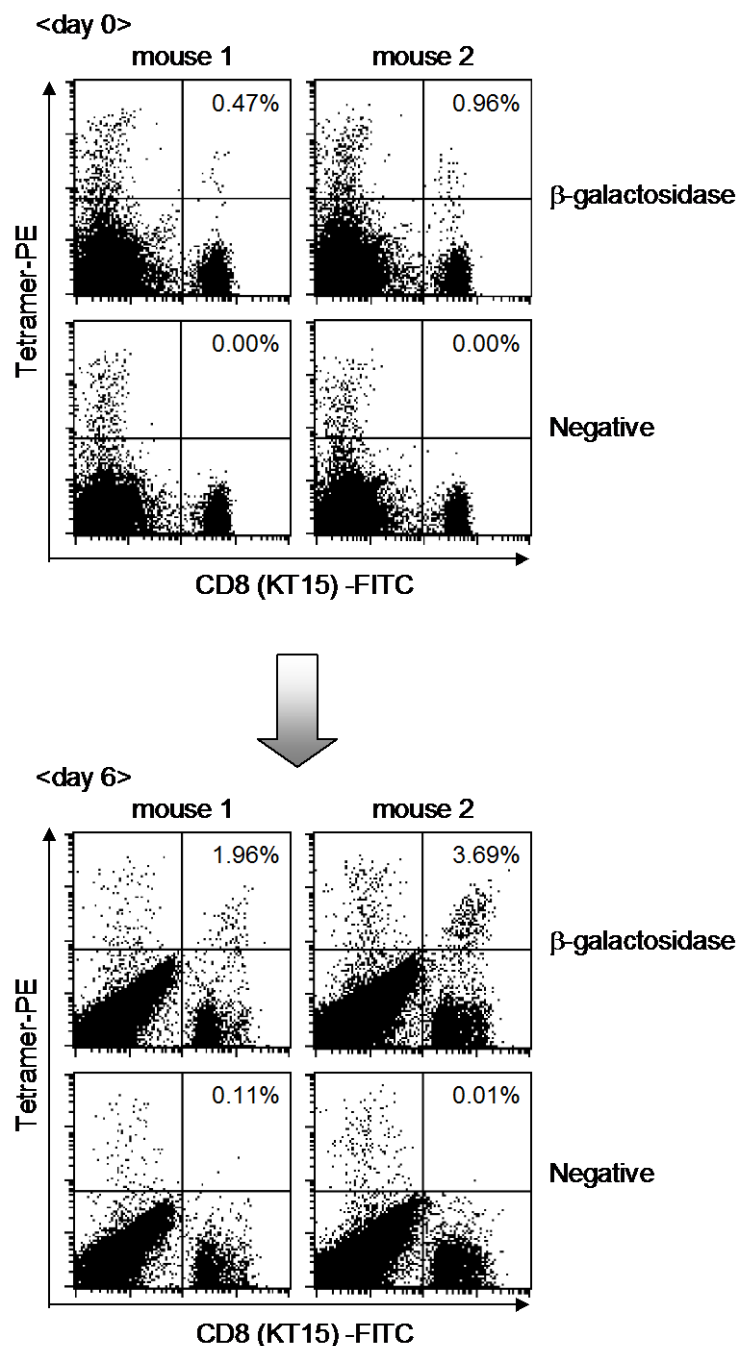 <day 0>
mouse 1
mouse 2
0.47%
0.96%
β-galactosidase
0.00%
0.00%
Negative
Tetramer-PE
CD8 (KT15) -FITC
<day 6>
mouse 1
mouse 2
1.96%
3.69%
β-galactosidase
0.11%
0.01%
Negative
Tetramer-PE
CD8 (KT15) -FITC